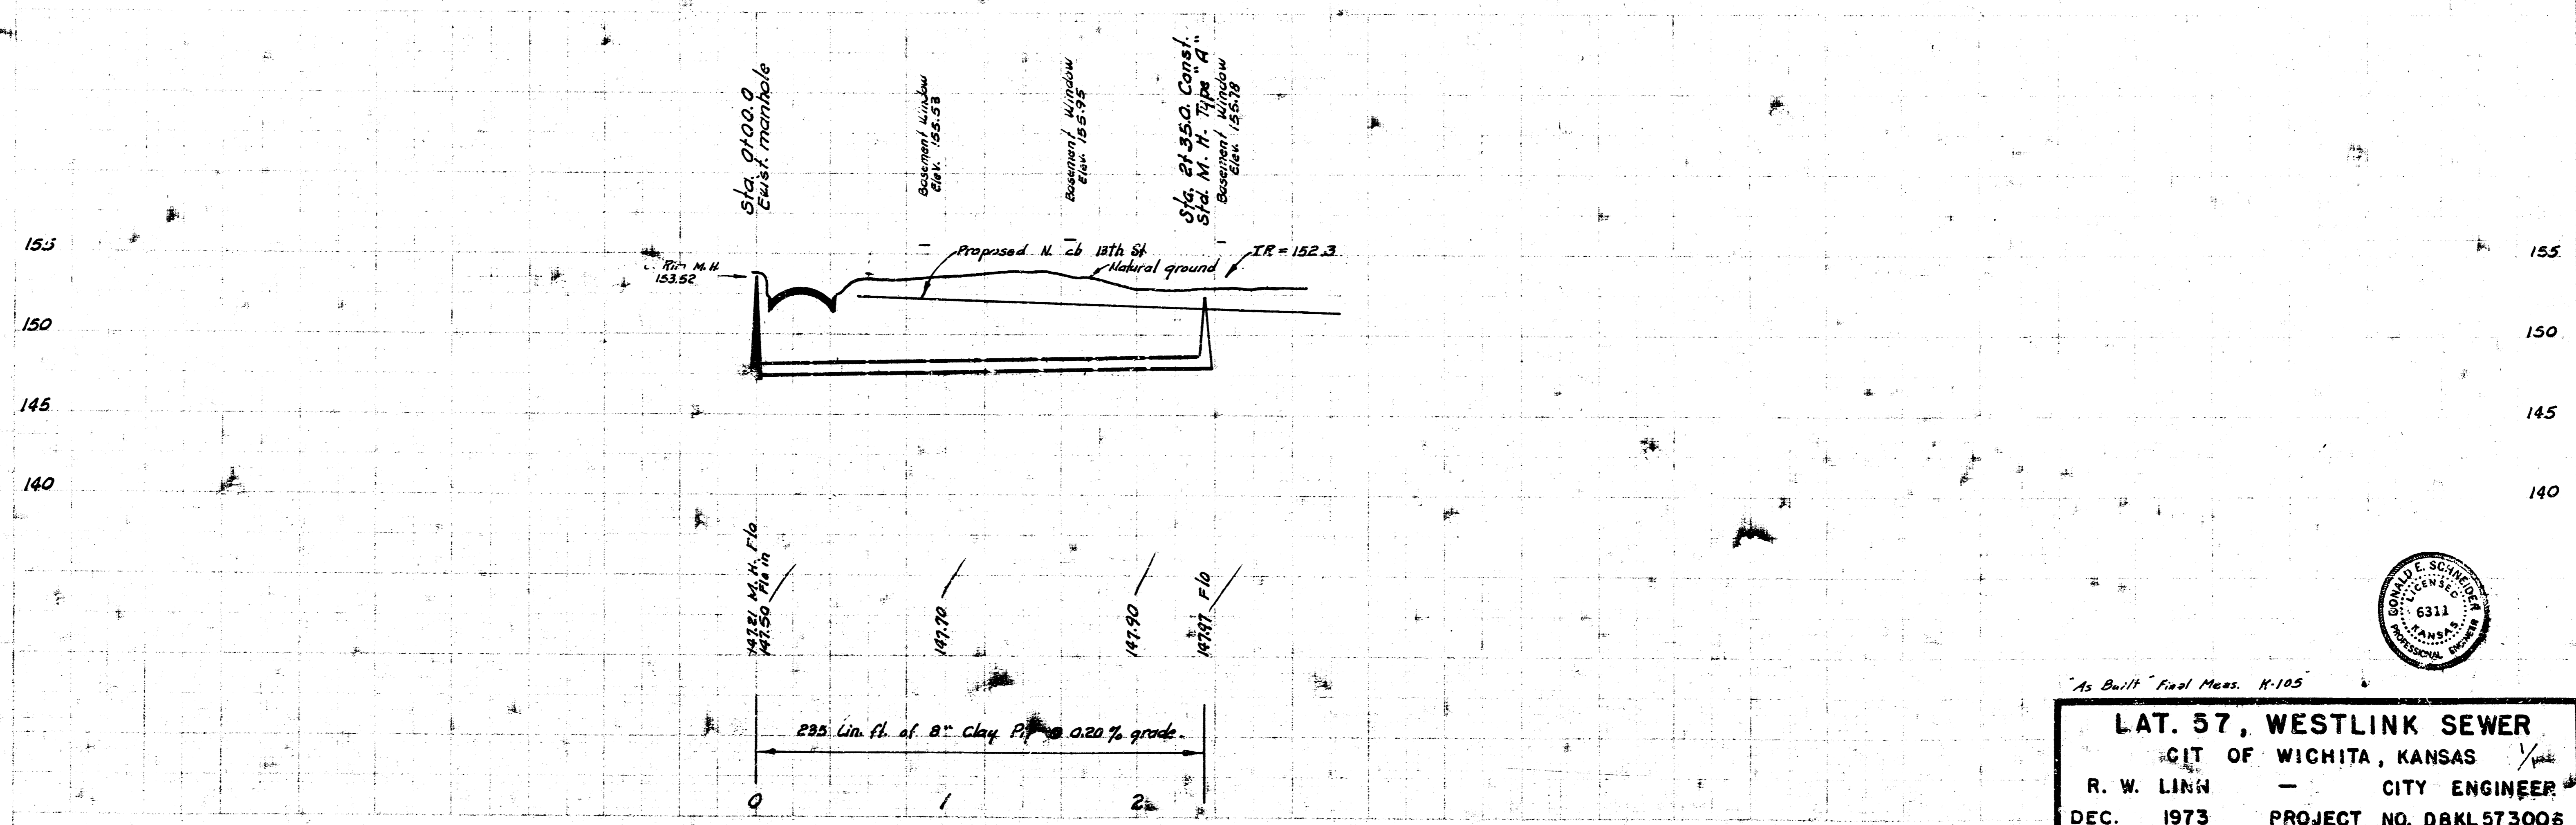 Sta. 0+00.0
Exist. manhole
Basement Window
Elev. 155.53
Basement Window
Elev. 155.95
Sta. 2+35.0. Const.
Std. M. H. Type "A"
Basement Window
Elev. 155.78
155
155
Rim M.H.
153.52
Proposed N. cb 13th St
Natural ground
TR = 152.3
150
150
145
145
140
140
147.21 M. H. Flo
147.50 Flo in
147.70
147.90
147.97 Flo
DONALD E. SCHNEIDER
LICENSED
6311
KANSAS
PROFESSIONAL ENGINEER
"As Built" Final Meas. K-105
235 Lin. ft. of 8" Clay @ 0.20 % grade.
0
1
2
LAT. 57, WESTLINK SEWER
CIT OF WICHITA, KANSAS
R. W. LINN — CITY ENGINEER
DEC. 1973 PROJECT NO. DBKL573006